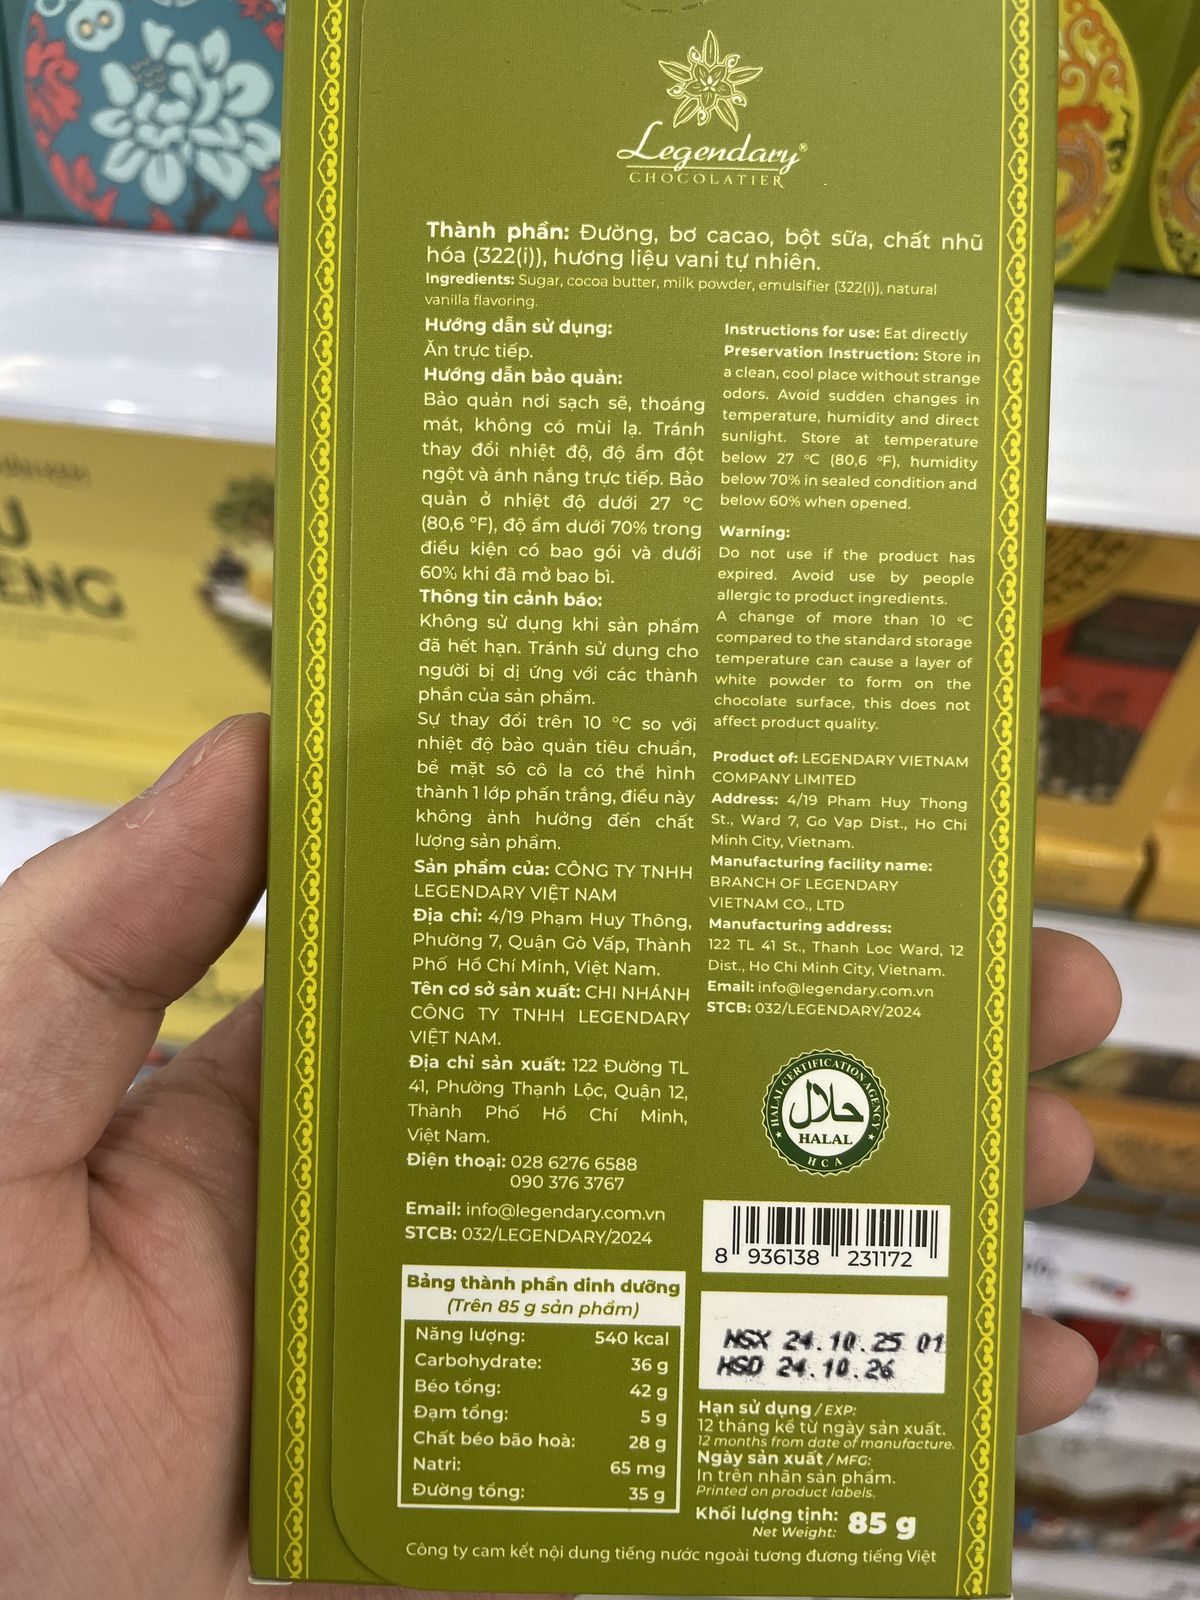 Legendary®
CHOCOLATIER
Thành phần: Đường, bơ cacao, bột sữa, chất nhũ
hóa (322(i)), hương liệu vani tự nhiên.
Ingredients: Sugar, cocoa butter, milk powder, emulsifier (322(i)), natural
vanilla flavoring.
Hướng dẫn sử dụng:
Ăn trực tiếp.
Hướng dẫn bảo quản:
Bảo quản nơi sạch sẽ, thoáng
mát, không có mùi lạ. Tránh
thay đổi nhiệt độ, độ ẩm đột
ngột và ánh nắng trực tiếp. Bảo
quản ở nhiệt độ dưới 27 °C
(80,6 °F), độ ẩm dưới 70% trong
điều kiện có bao gói và dưới
60% khi đã mở bao bì.
Thông tin cảnh báo:
Không sử dụng khi sản phẩm
đã hết hạn. Tránh sử dụng cho
người bị dị ứng với các thành
phần của sản phẩm.
Sự thay đổi trên 10 °C so với
nhiệt độ bảo quản tiêu chuẩn,
bề mặt sô cô la có thể hình
thành 1 lớp phấn trắng, điều này
không ảnh hưởng đến chất
lượng sản phẩm.
Sản phẩm của: CÔNG TY TNHH
LEGENDARY VIỆT NAM
Địa chỉ: 4/19 Phạm Huy Thông,
Phường 7, Quận Gò Vấp, Thành
Phố Hồ Chí Minh, Việt Nam.
Tên cơ sở sản xuất: CHI NHÁNH
CÔNG TY TNHH LEGENDARY
VIỆT NAM.
Địa chỉ sản xuất: 122 Đường TL
41, Phường Thạnh Lộc, Quận 12,
Thành Phố Hồ Chí Minh,
Việt Nam.
Điện thoại: 028 6276 6588
090 376 3767
Email: info@legendary.com.vn
STCB: 032/LEGENDARY/2024
Instructions for use: Eat directly
Preservation Instruction: Store in
a clean, cool place without strange
odors. Avoid sudden changes in
temperature, humidity and direct
sunlight. Store at temperature
below 27 °C (80,6 °F), humidity
below 70% in sealed condition and
below 60% when opened.
Warning:
Do not use if the product has
expired. Avoid use by people
allergic to product ingredients.
A change of more than 10 °C
compared to the standard storage
temperature can cause a layer of
white powder to form on the
chocolate surface, this does not
affect product quality.
Product of: LEGENDARY VIETNAM
COMPANY LIMITED
Address: 4/19 Pham Huy Thong
St., Ward 7, Go Vap Dist., Ho Chi
Minh City, Vietnam.
Manufacturing facility name:
BRANCH OF LEGENDARY
VIETNAM CO., LTD
Manufacturing address:
122 TL 41 St., Thanh Loc Ward, 12
Dist., Ho Chi Minh City, Vietnam.
Email: info@legendary.com.vn
STCB: 032/LEGENDARY/2024
HALAL CERTIFICATION AGENCY
حلال
HALAL
HCA
8 936138 231172
Bảng thành phần dinh dưỡng
(Trên 85 g sản phẩm)
Năng lượng: 540 kcal
Carbohydrate: 36 g
Béo tổng: 42 g
Đạm tổng: 5 g
Chất béo bão hoà: 28 g
Natri: 65 mg
Đường tổng: 35 g
NSX 24.10.25 01
HSD 24.10.26
Hạn sử dụng / EXP:
12 tháng kể từ ngày sản xuất.
12 months from date of manufacture.
Ngày sản xuất / MFG:
In trên nhãn sản phẩm.
Printed on product labels.
Khối lượng tịnh: 85 g
Net Weight:
Công ty cam kết nội dung tiếng nước ngoài tương đương tiếng Việt